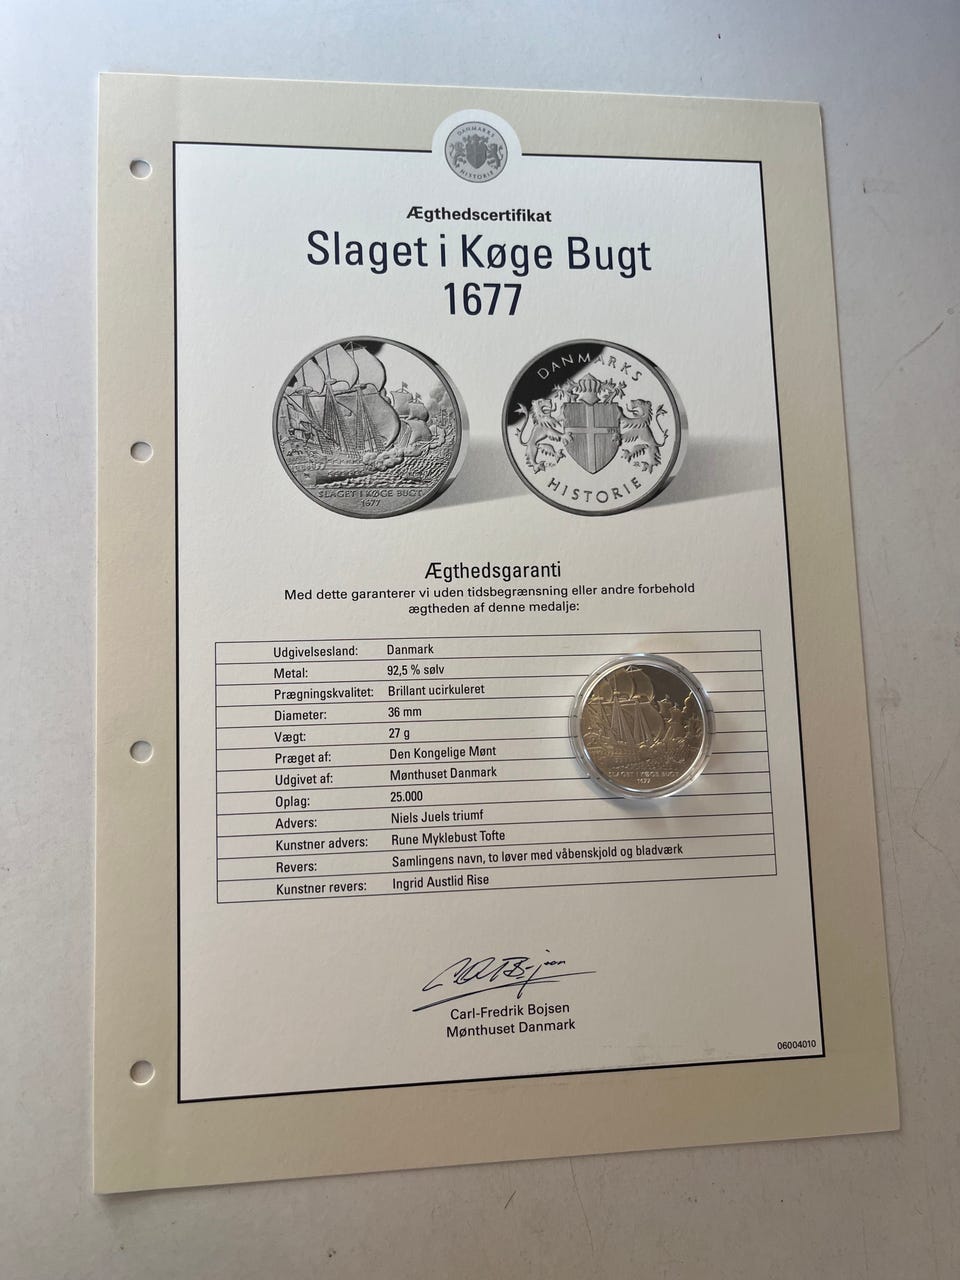 DANMARKS
HISTORIE
Ægthedscertifikat
Slaget i Køge Bugt
1677
SLAGET I KØGE BUGT
1677
DANMARKS
HISTORIE
Ægthedsgaranti
Med dette garanterer vi uden tidsbegrænsning eller andre forbehold
ægtheden af denne medalje:
Udgivelsesland: Danmark
Metal: 92,5 % sølv
Prægningskvalitet: Brillant ucirkuleret
Diameter: 36 mm
Vægt: 27 g
Præget af: Den Kongelige Mønt
Udgivet af: Mønthuset Danmark
Oplag: 25.000
Advers: Niels Juels triumf
Kunstner advers: Rune Myklebust Tofte
Revers: Samlingens navn, to løver med våbenskjold og bladværk
Kunstner revers: Ingrid Austlid Rise
SLAGET I KØGE BUGT
1677
Carl-Fredrik Bojsen
Mønthuset Danmark
06004010